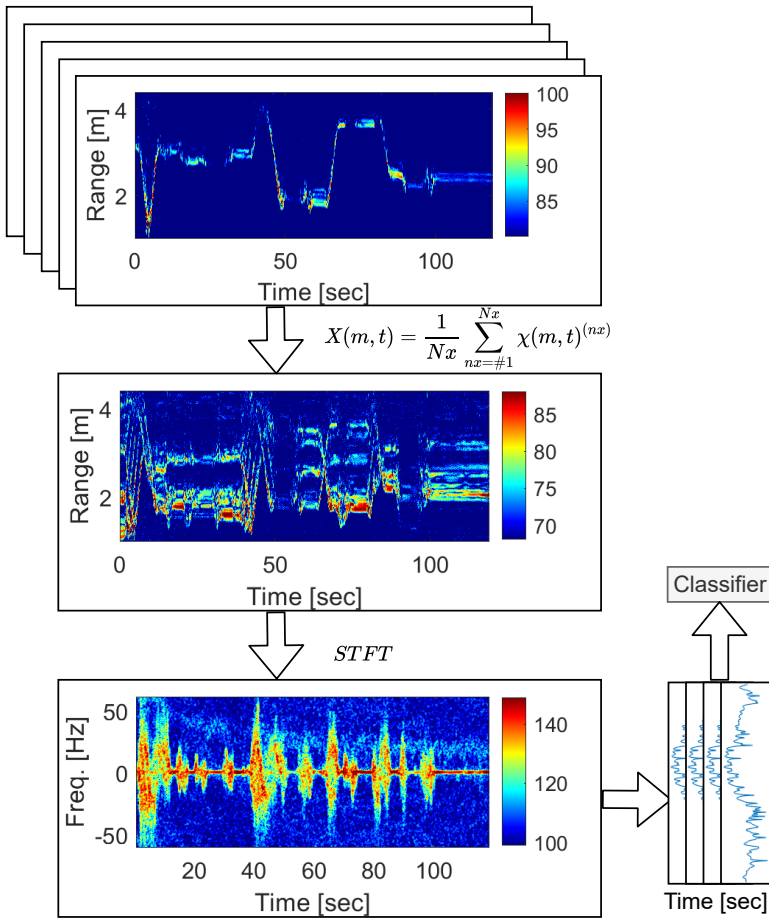 100
4
95
Range [m]
90
2
85
0
50
100
Time [sec]
X(m, t) = \frac{1}{Nx} \sum_{nx=\#1}^{Nx} χ(m, t)^{(nx)}
4
85
Range [m]
80
75
2
70
0
50
100
Time [sec]
Classifier
STFT
50
140
Freq. [Hz]
0
120
-50
100
20 40 60 80 100
Time [sec]
Time [sec]